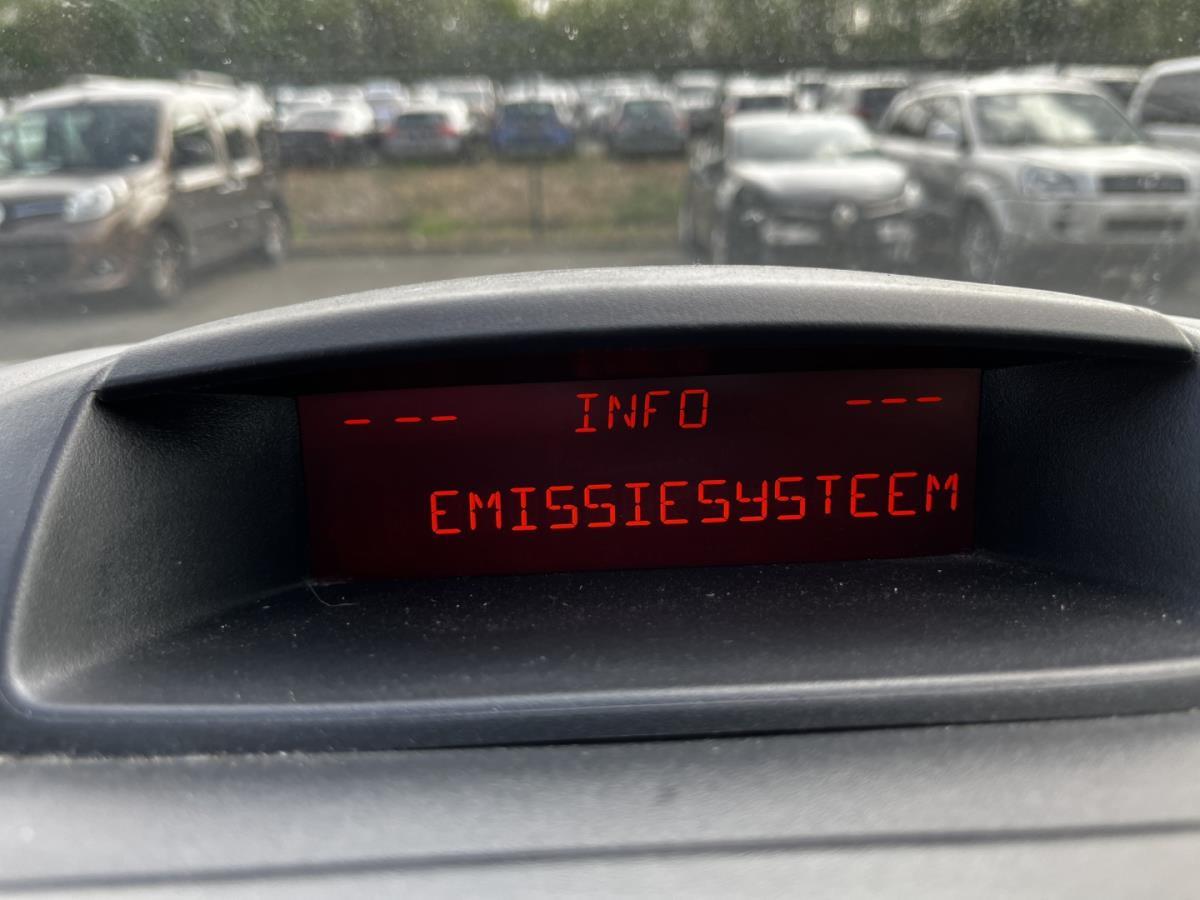 - -- INFO ---
EMISSIESYSTEEM